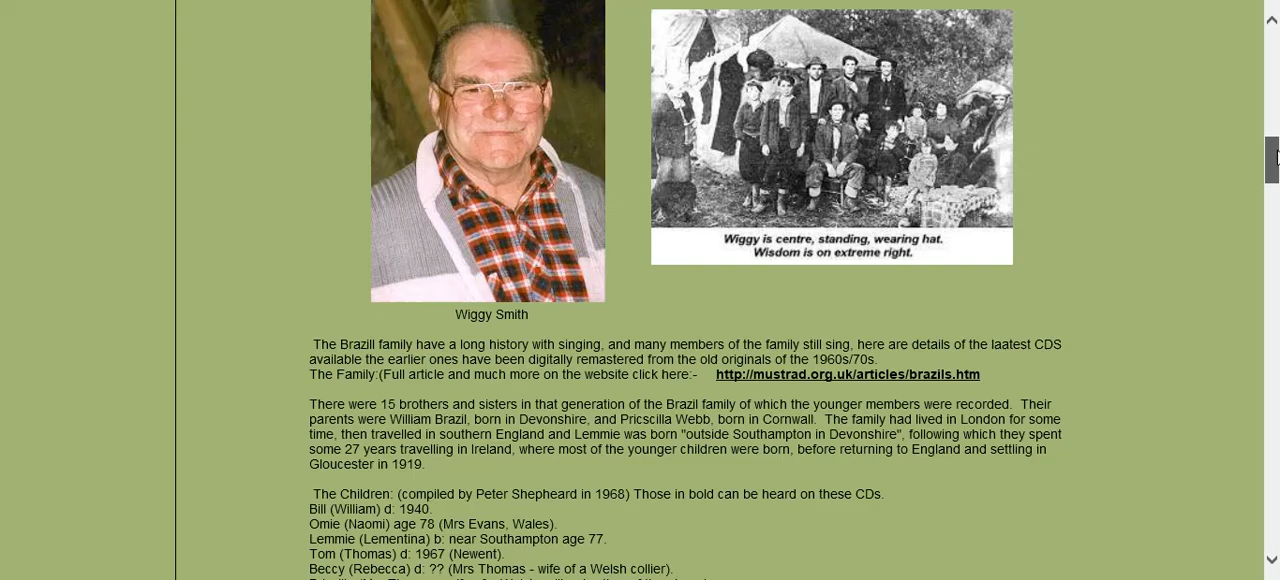 Wiggy is centre, standing, wearing hat.
Wisdom is on extreme right.
Wiggy Smith
The Brazill family have a long history with singing, and many members of the family still sing, here are details of the laatest CDS
available the earlier ones have been digitally remastered from the old originals of the 1960s/70s.
The Family:(Full article and much more on the website click here:- http://mustrad.org.uk/articles/brazils.htm
There were 15 brothers and sisters in that generation of the Brazil family of which the younger members were recorded. Their
parents were William Brazil, born in Devonshire, and Pricscilla Webb, born in Cornwall. The family had lived in London for some
time, then travelled in southern England and Lemmie was born "outside Southampton in Devonshire", following which they spent
some 27 years travelling in Ireland, where most of the younger children were born, before returning to England and settling in
Gloucester in 1919.
The Children: (compiled by Peter Shepheard in 1968) Those in bold can be heard on these CDs.
Bill (William) d: 1940.
Omie (Naomi) age 78 (Mrs Evans, Wales).
Lemmie (Lementina) b: near Southampton age 77.
Tom (Thomas) d: 1967 (Newent).
Beccy (Rebecca) d: ?? (Mrs Thomas - wife of a Welsh collier).